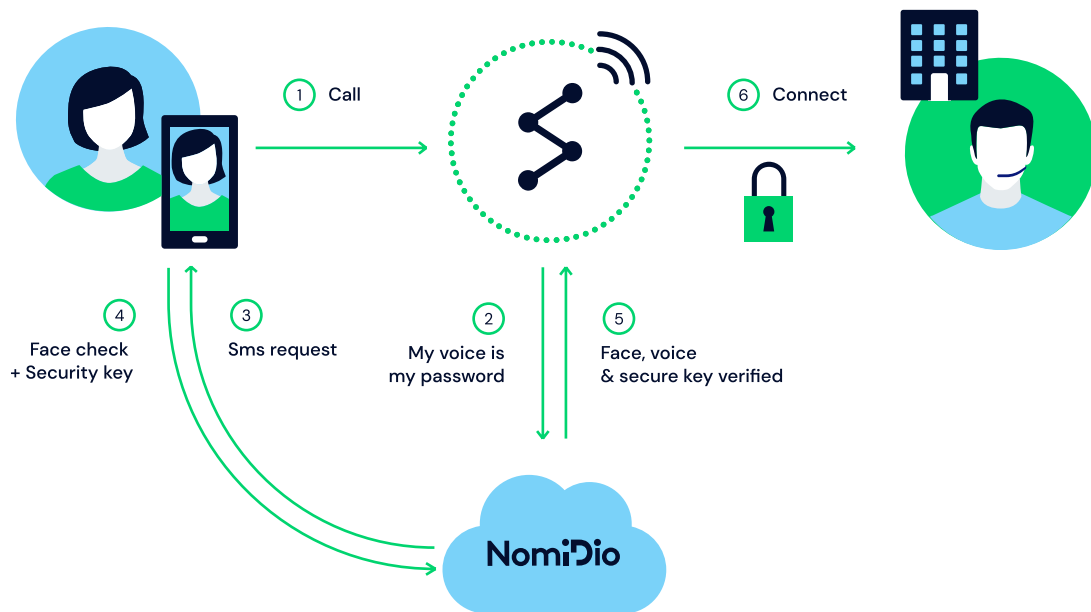 1 Call
6 Connect
4
Face check
+ Security key
3
Sms request
2
My voice is
my password
5
Face, voice
& secure key verified
NomiDio